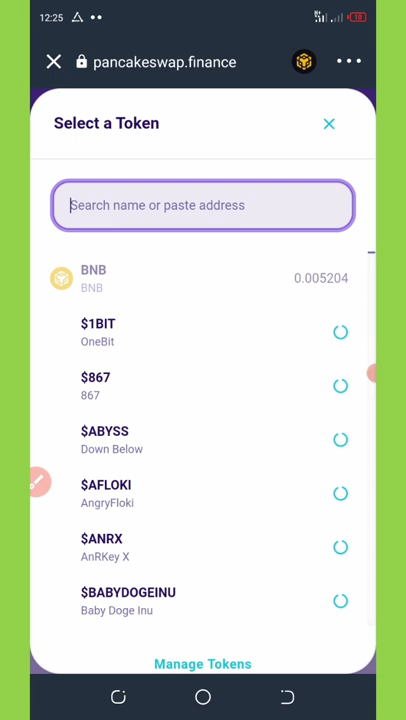 12:25
18
pancakeswap.finance
Select a Token
Search name or paste address
BNB
BNB
0.005204
$1BIT
OneBit
$867
867
$ABYSS
Down Below
$AFLOKI
AngryFloki
$ANRX
AnRKey X
$BABYDOGEINU
Baby Doge Inu
Manage Tokens